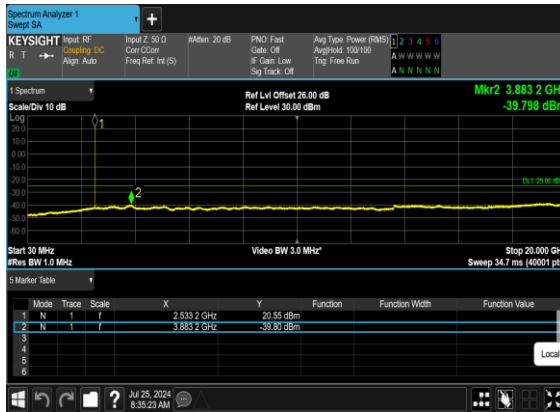 Spectrum Analyzer 1
Swept SA
KEYSIGHT
R T
Input: RF
Coupling: DC
Align: Auto
Input Z: 50 Ω
Corr CCorr
Freq Ref: Int (S)
#Atten: 20 dB
PNO: Fast
Gate: Off
IF Gain: Low
Sig Track: Off
Avg Type: Power (RMS)
Avg|Hold: 100/100
Trig: Free Run
1 2 3 4 5 6
A W W W W W
A N N N N N
1 Spectrum
Scale/Div 10 dB
Ref Lvl Offset 26.00 dB
Ref Level 30.00 dBm
Mkr2 3.883 2 GH
-39.798 dBr
Log
20.0
10.0
0.00
-10.0
-20.0
-30.0
-40.0
-50.0
-60.0
1
2
DL1 -25.00 dB
Start 30 MHz
#Res BW 1.0 MHz
Video BW 3.0 MHz*
Stop 20.000 GH
Sweep 34.7 ms (40001 pt
5 Marker Table
Mode Trace Scale X Y Function Function Width Function Value
1 N 1 f 2.533 2 GHz 20.55 dBm
2 N 1 f 3.883 2 GHz -39.80 dBm
3
4
5
6
Local
?
Jul 25, 2024
8:35:23 AM